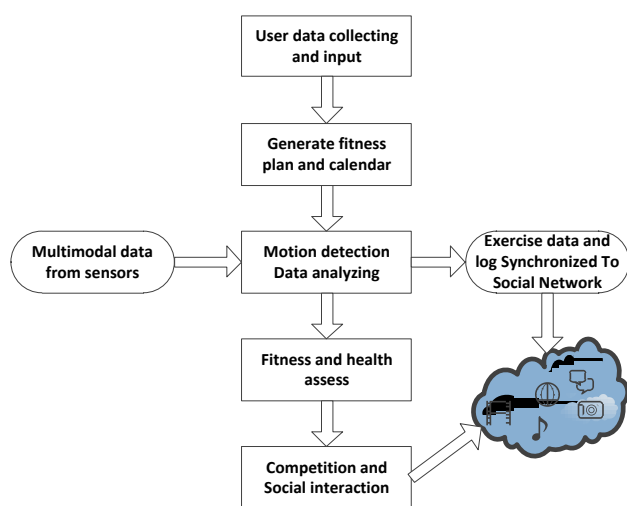 User data collecting
and input
Generate fitness
plan and calendar
Multimodal data
from sensors
Motion detection
Data analyzing
Exercise data and
log Synchronized To
Social Network
Fitness and health
assess
Competition and
Social interaction